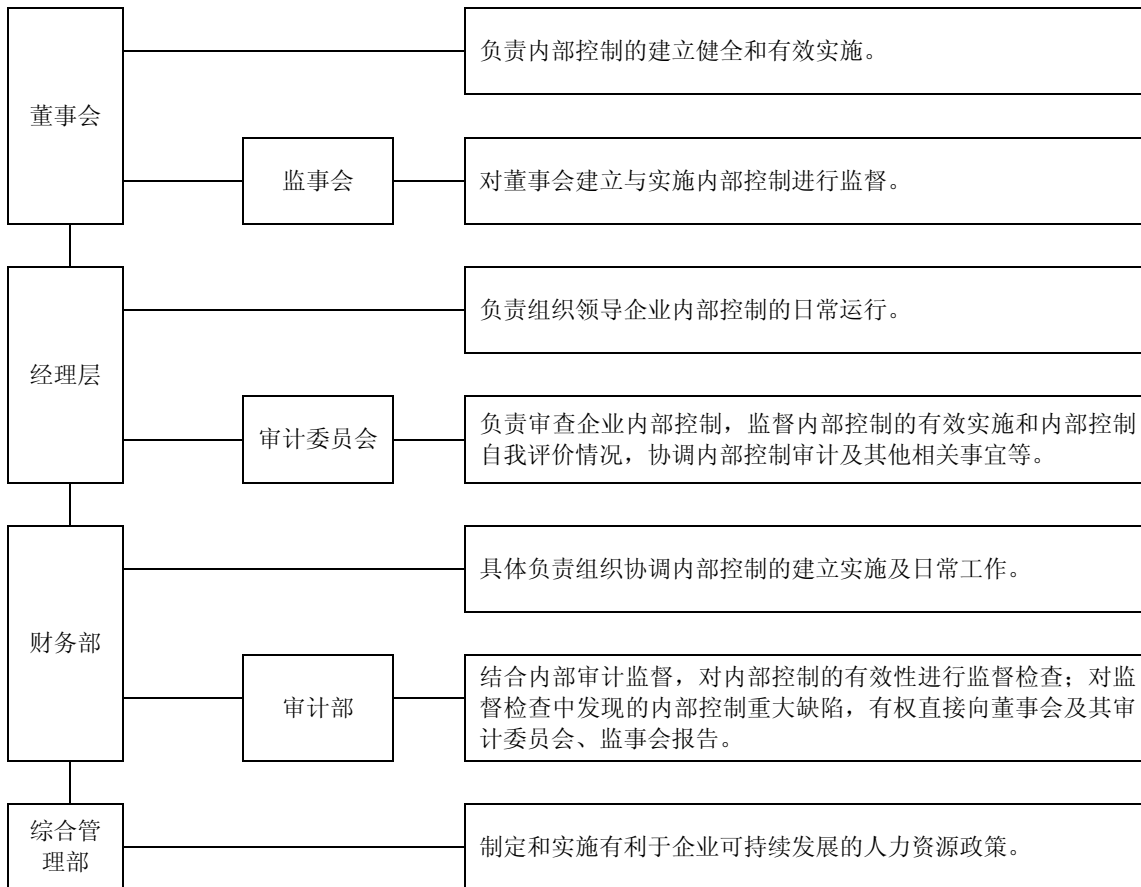 董事会
负责内部控制的建立健全和有效实施。
监事会
对董事会建立与实施内部控制进行监督。
经理层
负责组织领导企业内部控制的日常运行。
审计委员会
负责审查企业内部控制，监督内部控制的有效实施和内部控制
自我评价情况，协调内部控制审计及其他相关事宜等。
财务部
具体负责组织协调内部控制的建立实施及日常工作。
审计部
结合内部审计监督，对内部控制的有效性进行监督检查；对监
督检查中发现的内部控制重大缺陷，有权直接向董事会及其审
计委员会、监事会报告。
综合管
理部
制定和实施有利于企业可持续发展的人力资源政策。